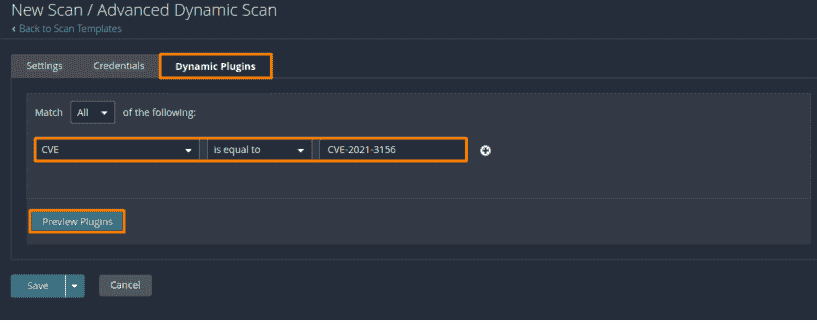 New Scan / Advanced Dynamic Scan
Back to Scan Templates
Settings Credentials Dynamic Plugins
Match All of the following:
CVE is equal to CVE-2021-3156
Preview Plugins
Save Cancel